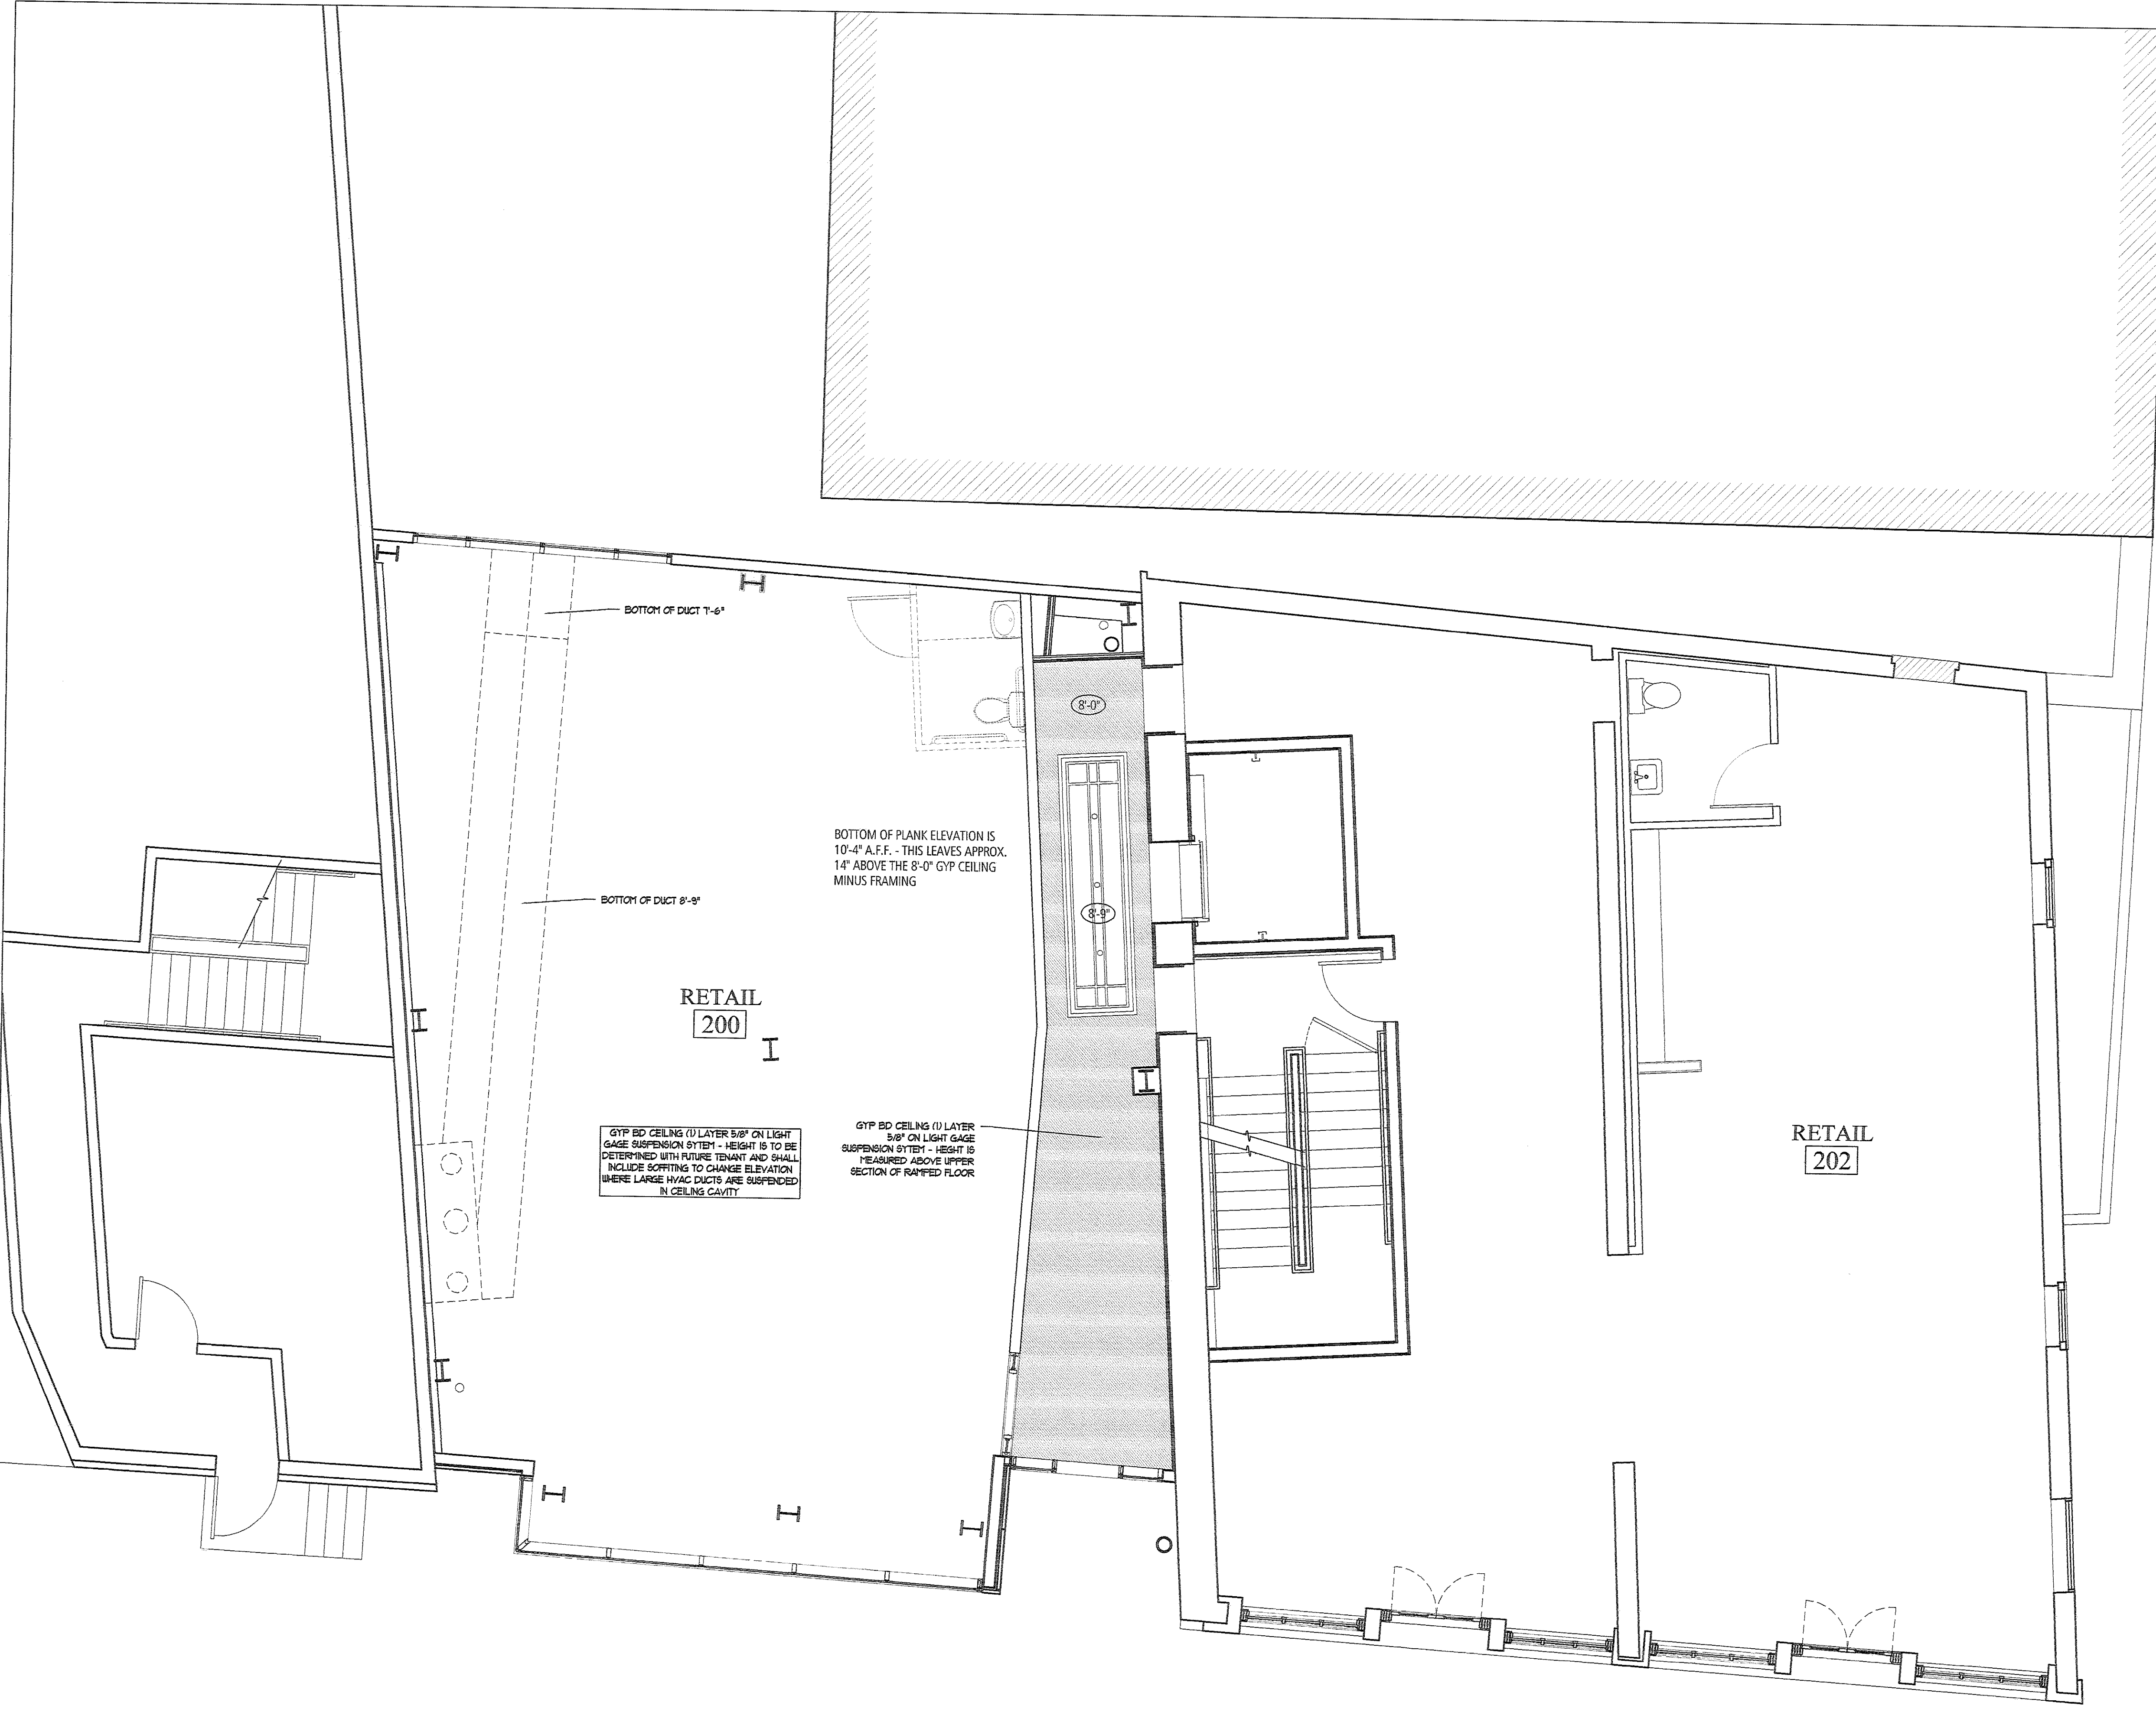 BOTTOM OF DUCT 7'-6"
8'-0"
BOTTOM OF PLANK ELEVATION IS
10'-4" A.F.F. - THIS LEAVES APPROX.
14" ABOVE THE 8'-0" GYP CEILING
MINUS FRAMING
BOTTOM OF DUCT 8'-9"
8'-9"
RETAIL
200
GYP BD CEILING (1) LAYER 5/8" ON LIGHT
GAGE SUSPENSION SYTEM - HEIGHT IS TO BE
DETERMINED WITH FUTURE TENANT AND SHALL
INCLUDE SOFFITING TO CHANGE ELEVATION
WHERE LARGE HVAC DUCTS ARE SUSPENDED
IN CEILING CAVITY
GYP BD CEILING (1) LAYER
5/8" ON LIGHT GAGE
SUSPENSION SYTEM - HEGHT IS
MEASURED ABOVE UPPER
SECTION OF RAMPED FLOOR
RETAIL
202